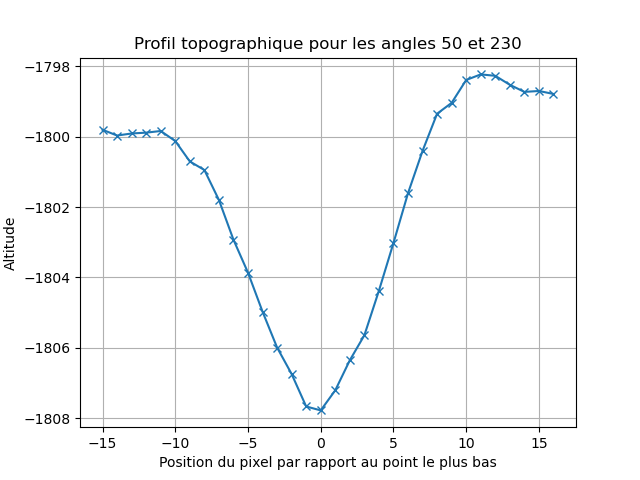 Profil topographique pour les angles 50 et 230
−1798
−1800
−1802
−1804
−1806
−1808
Altitude
−15 −10 −5 0 5 10 15
Position du pixel par rapport au point le plus bas